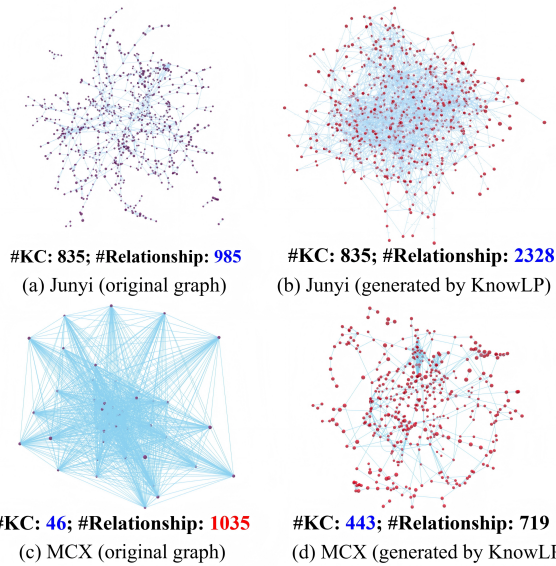 #KC: 835; #Relationship: 985
#KC: 835; #Relationship: 2328
(a) Junyi (original graph)
(b) Junyi (generated by KnowLP)
#KC: 46; #Relationship: 1035
#KC: 443; #Relationship: 719
(c) MCX (original graph)
(d) MCX (generated by KnowLP